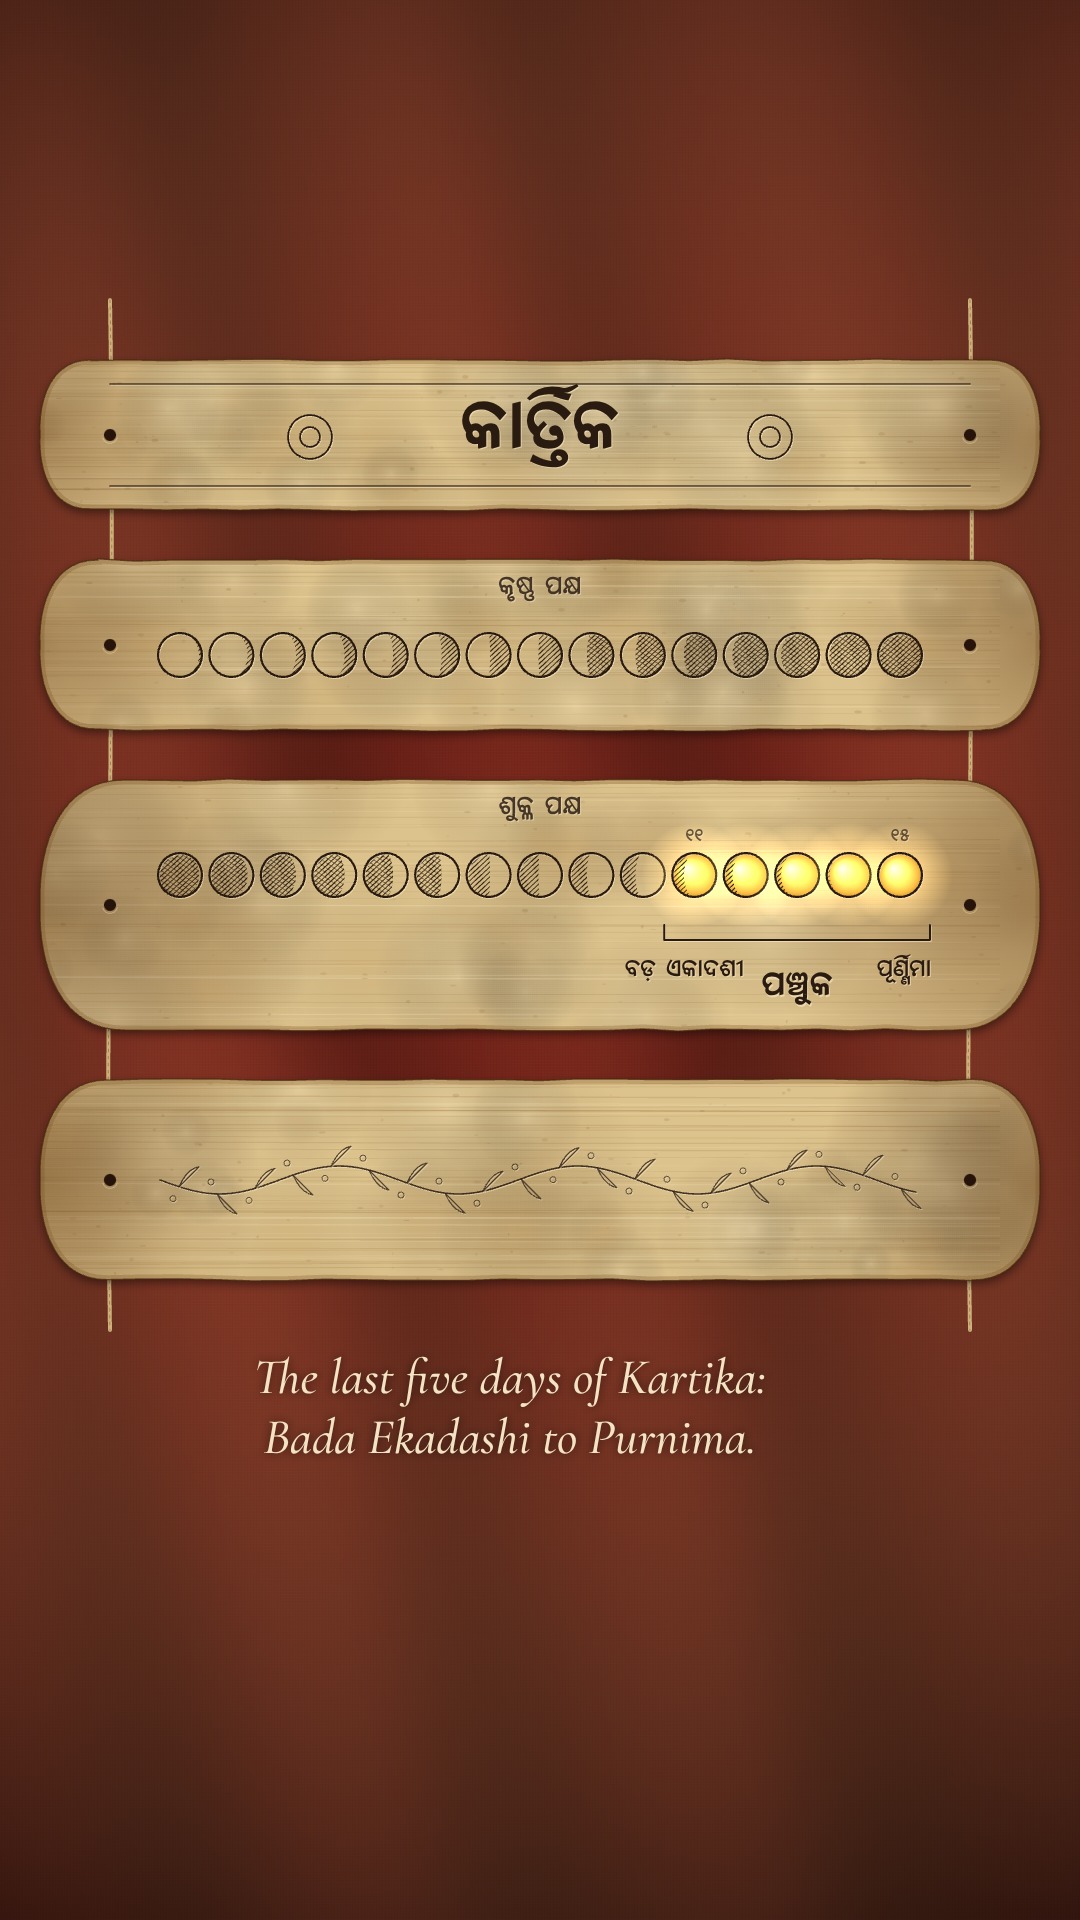 କାର୍ତ୍ତିକ
କୃଷ୍ଣ ପକ୍ଷ
ଶୁକ୍ଳ ପକ୍ଷ
୧୧ ୧୫
ବଡ଼ ଏକାଦଶୀ ପଞ୍ଚୁକ ପୂର୍ଣ୍ଣିମା
The last five days of Kartika:
Bada Ekadashi to Purnima.